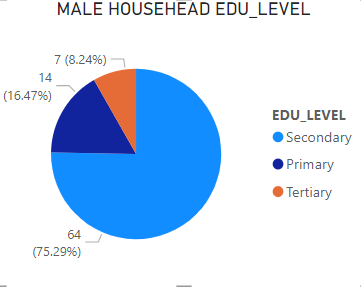 MALE HOUSEHEAD EDU_LEVEL
7 (8.24%)
14
(16.47%)
EDU_LEVEL
Secondary
Primary
Tertiary
64
(75.29%)